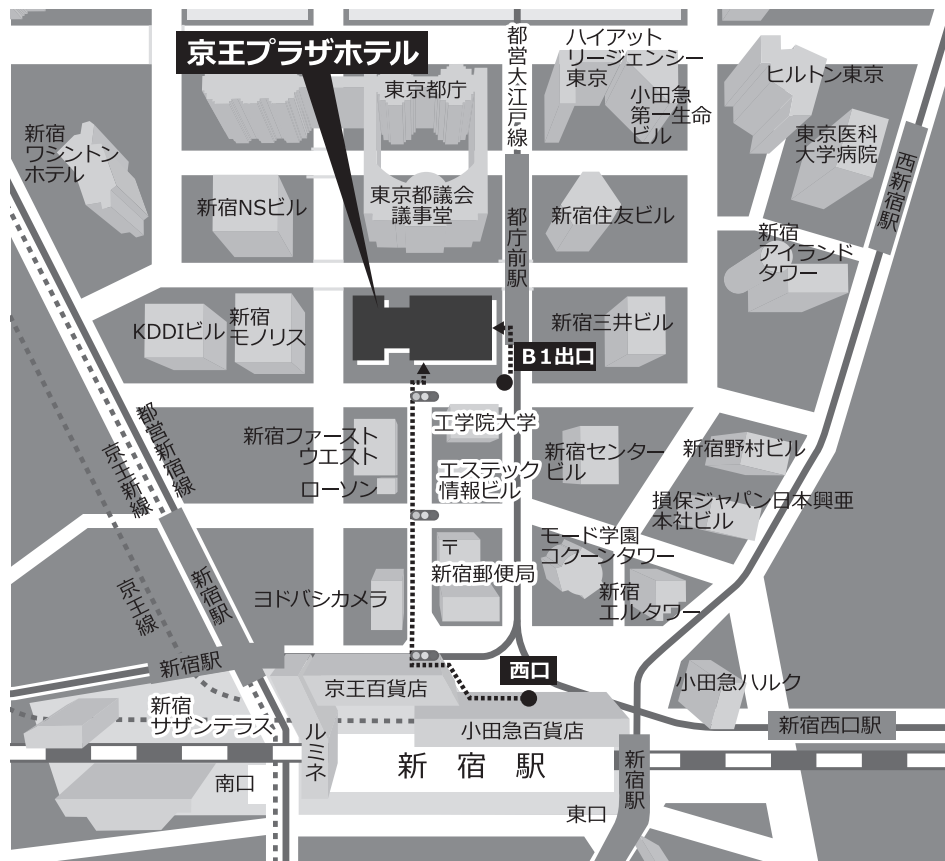 京王プラザホテル
都営大江戸線
ハイアット
リージェンシー
東京
小田急
第一生命
ビル
ヒルトン東京
東京医科
大学病院
西新宿駅
東京都庁
新宿
ワシントン
ホテル
新宿NSビル
東京都議会
議事堂
都庁前駅
新宿住友ビル
新宿
アイランド
タワー
KDDIビル
新宿
モノリス
新宿三井ビル
B1出口
都営新宿線
京王新線
新宿ファースト
ウエスト
ローソン
工学院大学
エステック
情報ビル
新宿センター
ビル
新宿野村ビル
損保ジャパン日本興亜
本社ビル
〒
新宿郵便局
モード学園
コクーンタワー
新宿
エルタワー
京王線
新宿駅
ヨドバシカメラ
新宿駅
西口
京王百貨店
小田急ハルク
新宿
サザンテラス
ルミネ
小田急百貨店
新宿西口駅
新宿駅
新宿駅
南口
東口